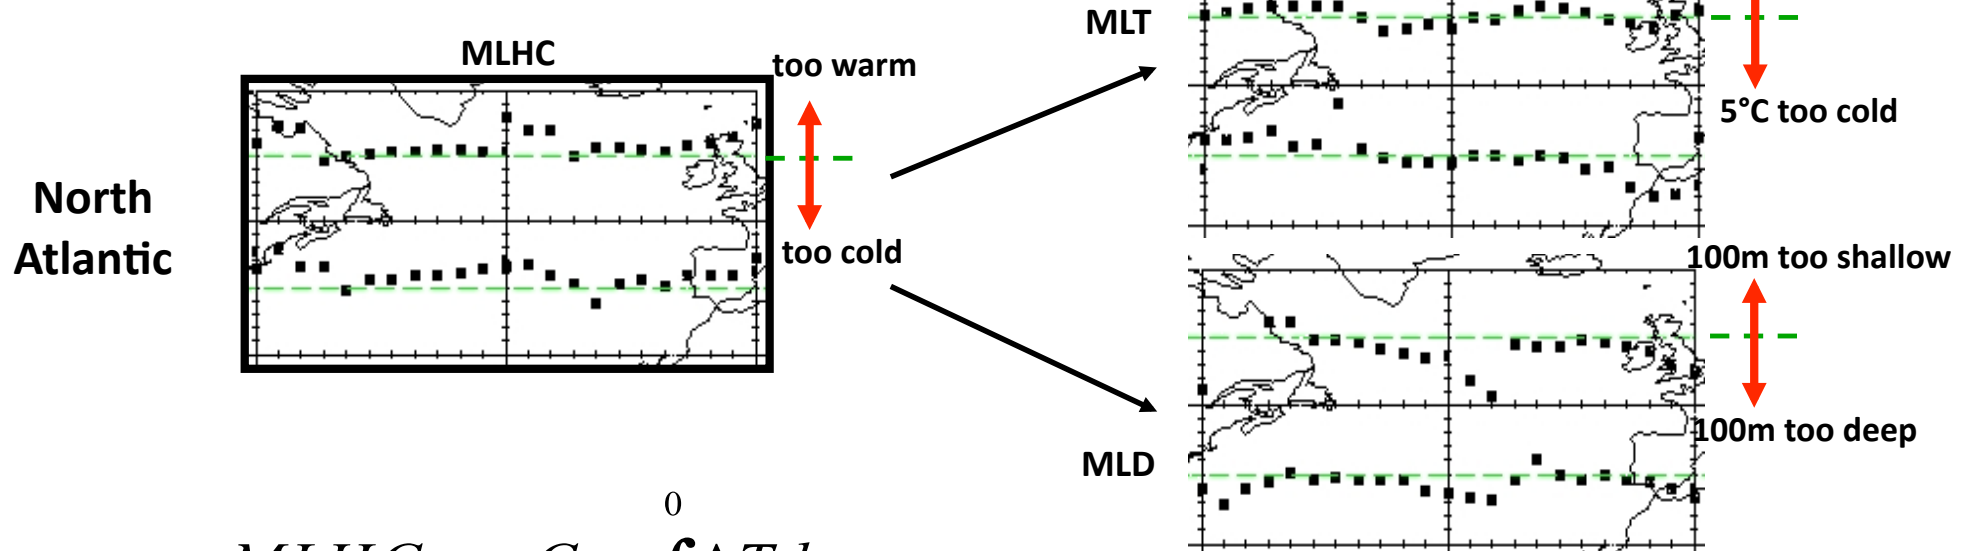 MLT
MLHC
too warm
5°C too cold
North
Atlantic
too cold
100m too shallow
100m too deep
MLD
0